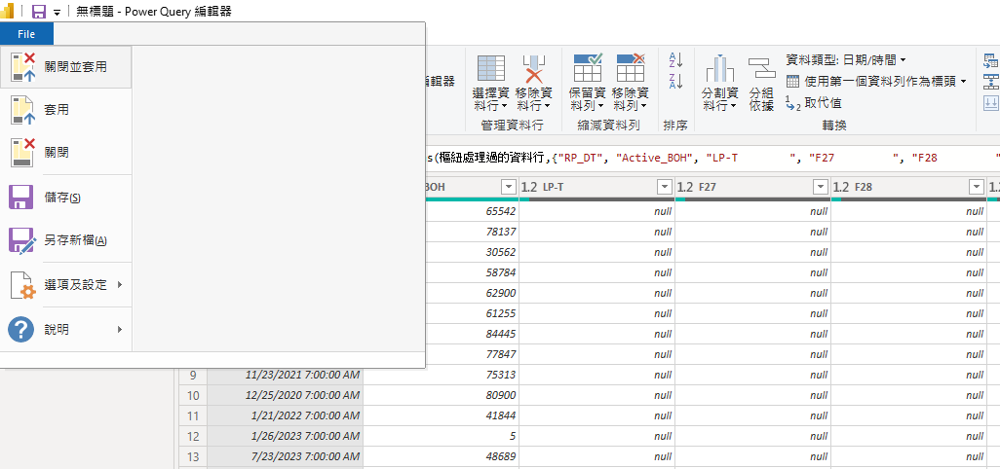 無標題 - Power Query 編輯器
File
關閉並套用
套用
關閉
儲存(S)
另存新檔(A)
選項及設定
說明
編輯器
選擇資料行
移除資料行
管理資料行
保留資料列
移除資料列
縮減資料列
A Z
Z A
排序
分割資料行
分組依據
資料類型: 日期/時間
使用第一個資料列作為標頭
1 2 取代值
轉換
s(樞紐處理過的資料行,{"RP_DT", "Active_BOH", "LP-T ", "F27 ", "F28 "
BOH 1.2 LP-T 1.2 F27 1.2 F28 1.2
65542 null null null
78137 null null null
30562 null null null
58784 null null null
62900 null null null
61255 null null null
84445 null null null
77847 null null null
9 11/23/2021 7:00:00 AM 75313 null null null
10 12/25/2020 7:00:00 AM 80900 null null null
11 1/21/2022 7:00:00 AM 41844 null null null
12 1/26/2023 7:00:00 AM 5 null null null
13 7/23/2023 7:00:00 AM 48689 null null null